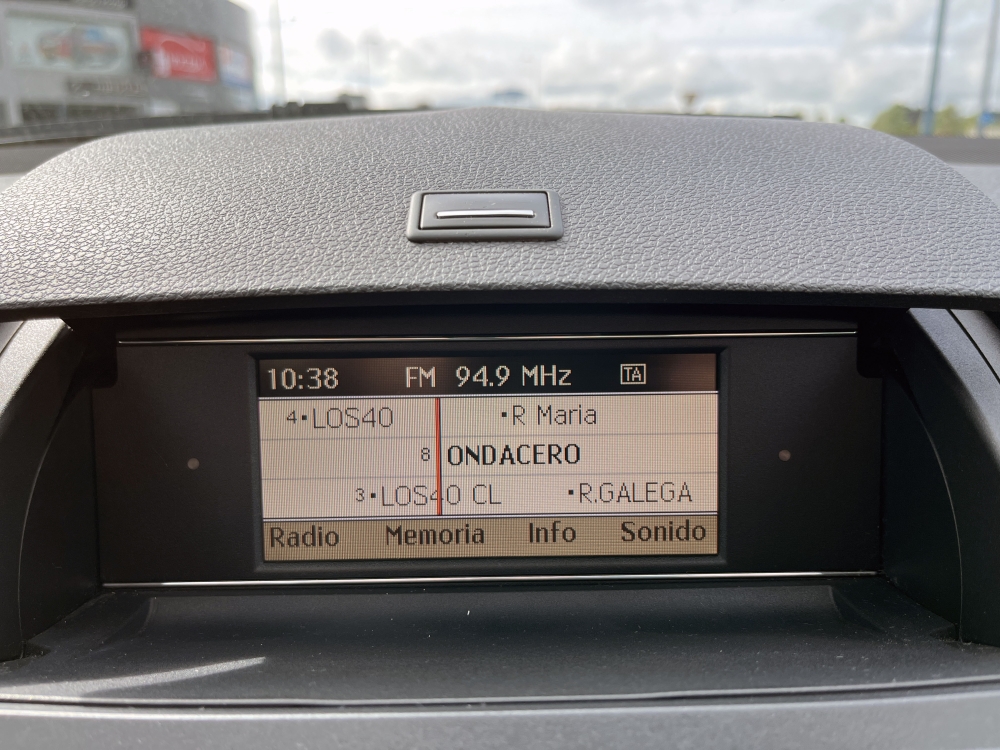 10:38 FM 94.9 MHz TA
4 ▪ LOS40 ▪ R Maria
8 ONDACERO
3 ▪ LOS40 CL ▪ R.GALEGA
Radio Memoria Info Sonido